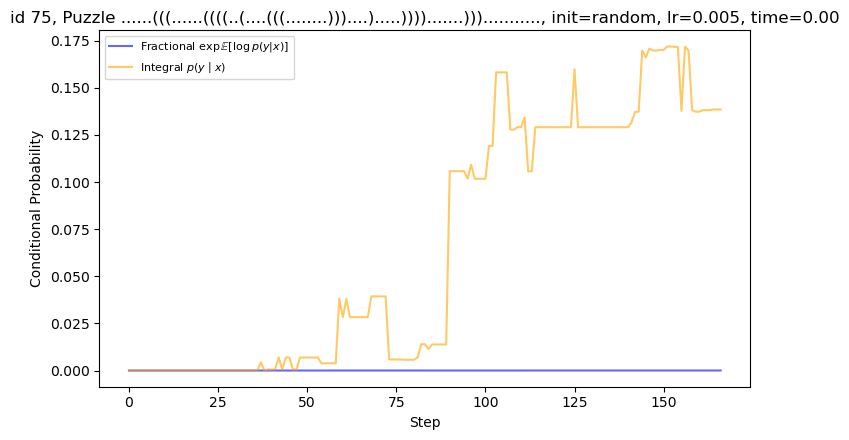 id 75, Puzzle ......(((......((((..(....(((........)))....).....)))).......)))..........., init=random, lr=0.005, time=0.00
Fractional exp𝔼[log p(y|x)]
Integral p(y | x)
Conditional Probability
0.175
0.150
0.125
0.100
0.075
0.050
0.025
0.000
0 25 50 75 100 125 150
Step